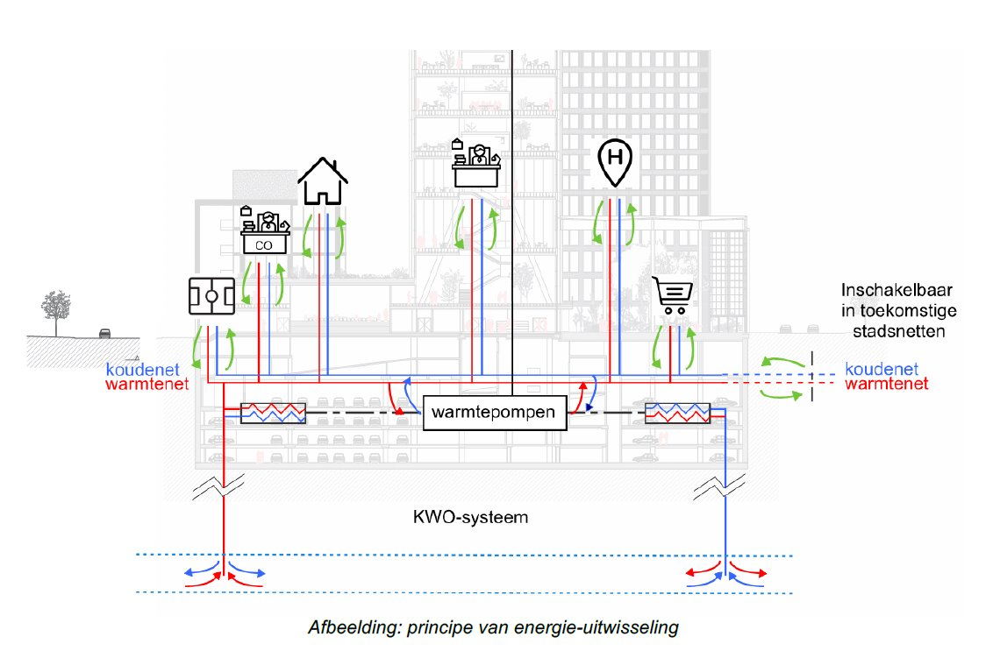 H
CO
Inschakelbaar
in toekomstige
stadsnetten
koudenet
warmtenet
koudenet
warmtenet
warmtepompen
KWO-systeem
Afbeelding: principe van energie-uitwisseling